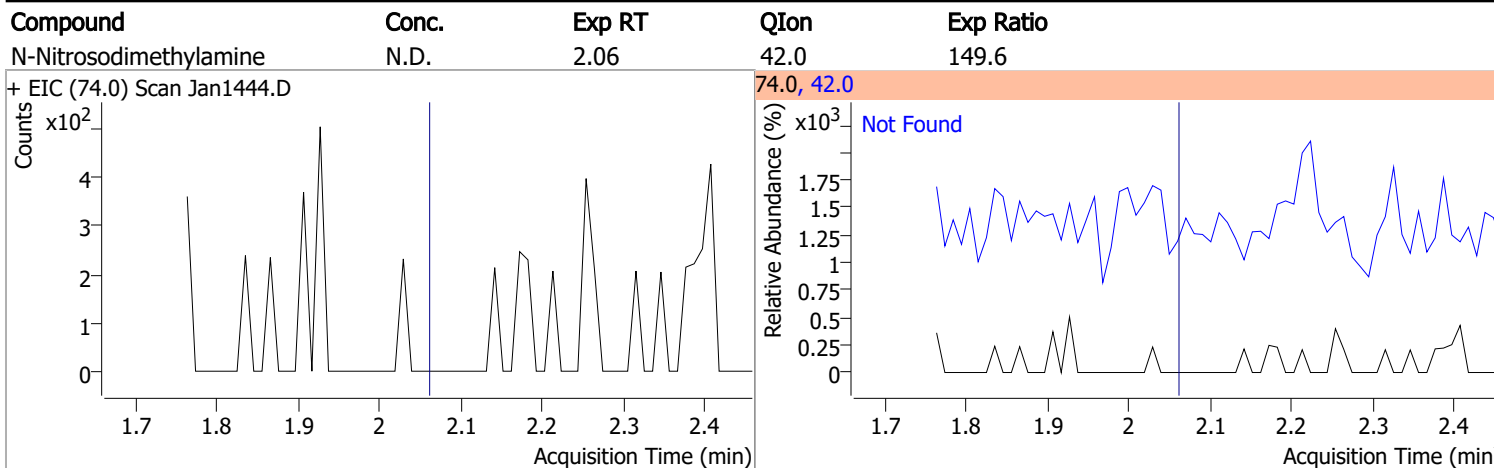 Compound Conc. Exp RT QIon Exp Ratio
N-Nitrosodimethylamine N.D. 2.06 42.0 149.6
+ EIC (74.0) Scan Jan1444.D
Counts
x10²
4
3
2
1
0
1.7 1.8 1.9 2 2.1 2.2 2.3 2.4
Acquisition Time (min)
74.0, 42.0
Relative Abundance (%)
x10³
Not Found
1.75
1.5
1.25
1
0.75
0.5
0.25
0
1.7 1.8 1.9 2 2.1 2.2 2.3 2.4
Acquisition Time (min